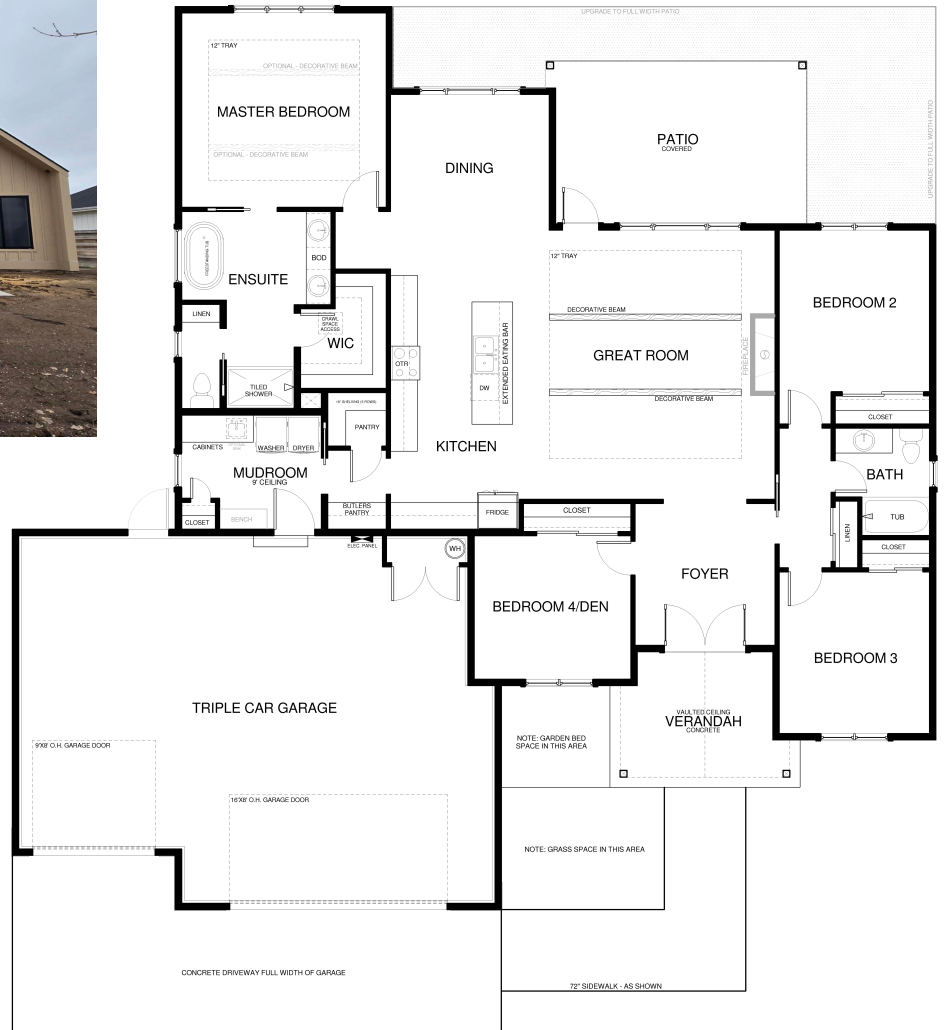 UPGRADE TO FULL WIDTH PATIO
12" TRAY
OPTIONAL - DECORATIVE BEAM
MASTER BEDROOM
OPTIONAL - DECORATIVE BEAM
DINING
PATIO
COVERED
UPGRADE TO FULL WIDTH PATIO
BOD
ENSUITE
LINEN
CRAWL
SPACE
ACCESS
WIC
12" TRAY
DECORATIVE BEAM
GREAT ROOM
DECORATIVE BEAM
FIREPLACE
BEDROOM 2
CLOSET
OTR
DW
EXTENDED EATING BAR
TILED
SHOWER
PANTRY
KITCHEN
CABINETS
WASHER
DRYER
MUDROOM
9' CEILING
CLOSET
BENCH
BUTLERS
PANTRY
FRIDGE
CLOSET
BATH
TUB
LINEN
CLOSET
ELEC. PANEL
WH
FOYER
BEDROOM 4/DEN
BEDROOM 3
TRIPLE CAR GARAGE
VAULTED CEILING
VERANDAH
CONCRETE
NOTE: GARDEN BED
SPACE IN THIS AREA
9'X8' O.H. GARAGE DOOR
16'X8' O.H. GARAGE DOOR
NOTE: GRASS SPACE IN THIS AREA
CONCRETE DRIVEWAY FULL WIDTH OF GARAGE
72" SIDEWALK - AS SHOWN